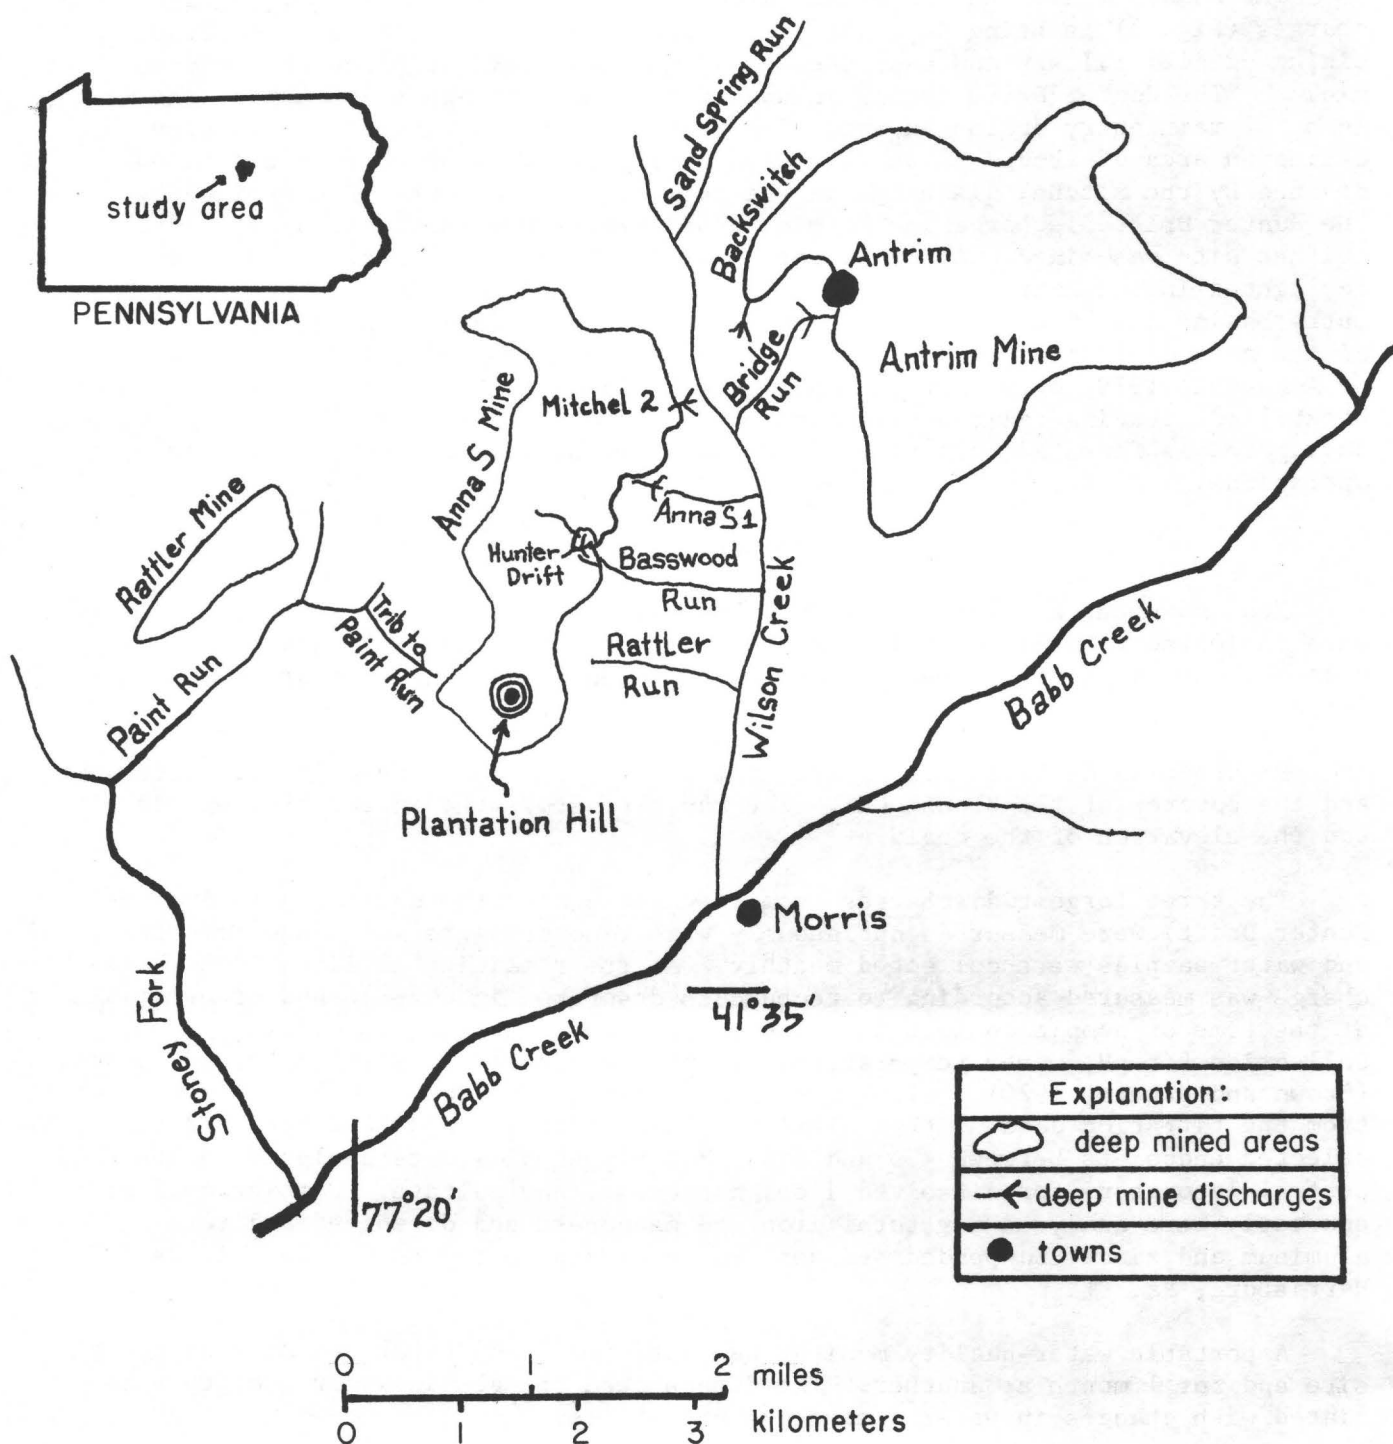 Sand Spring Run
Backswitch
study area
PENNSYLVANIA
Antrim
Antrim Mine
Bridge
Run
Mitchel 2
Anna S Mine
Rattler Mine
Anna S 1
Hunter
Drift
Basswood
Run
Trib to
Paint Run
Rattler
Run
Wilson Creek
Babb Creek
Paint Run
Plantation Hill
Morris
41°35'
Stoney Fork
Babb Creek
77°20'
Explanation:
deep mined areas
deep mine discharges
towns
0 1 2 miles
0 1 2 3 kilometers